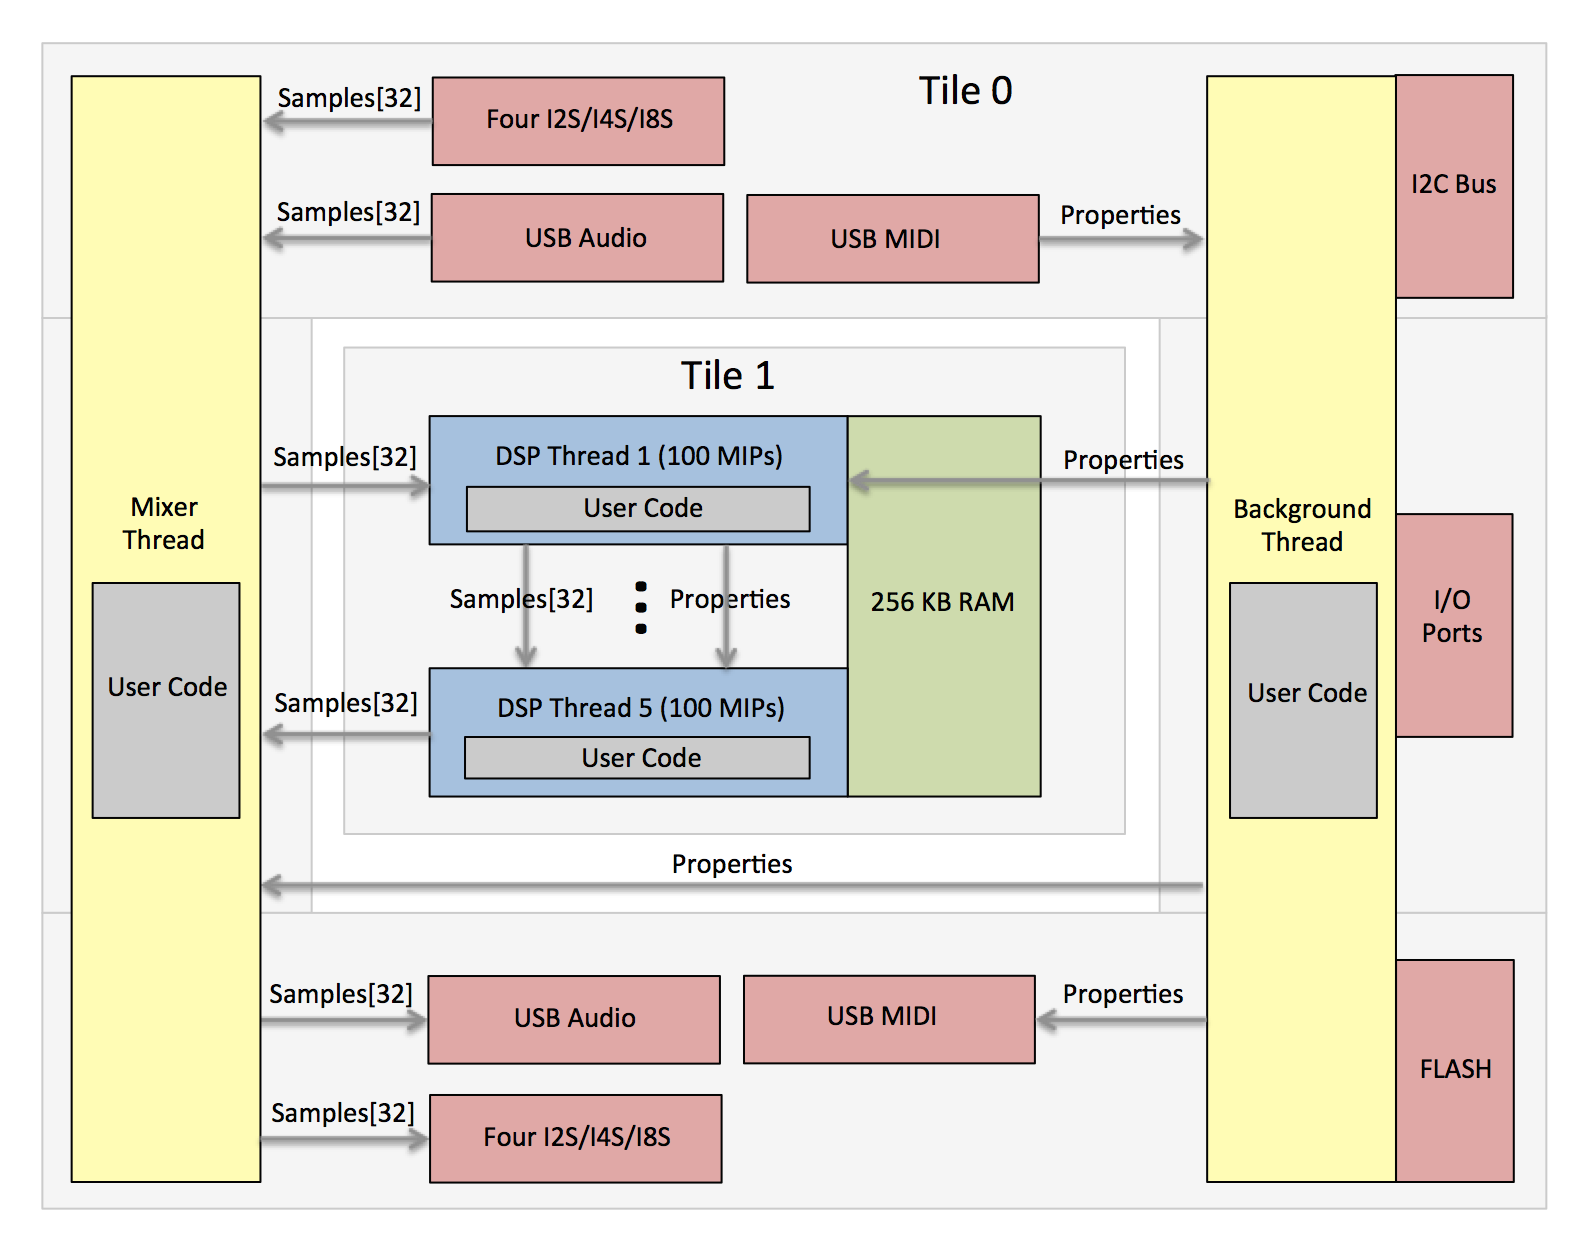 Tile 0
Samples[32]
Four I2S/I4S/I8S
I2C Bus
Samples[32]
USB Audio
USB MIDI
Properties
Tile 1
Samples[32]
DSP Thread 1 (100 MIPs)
User Code
Properties
Mixer
Thread
Background
Thread
Samples[32]
Properties
256 KB RAM
I/O
Ports
User Code
Samples[32]
DSP Thread 5 (100 MIPs)
User Code
User Code
Properties
Samples[32]
USB Audio
USB MIDI
Properties
FLASH
Samples[32]
Four I2S/I4S/I8S